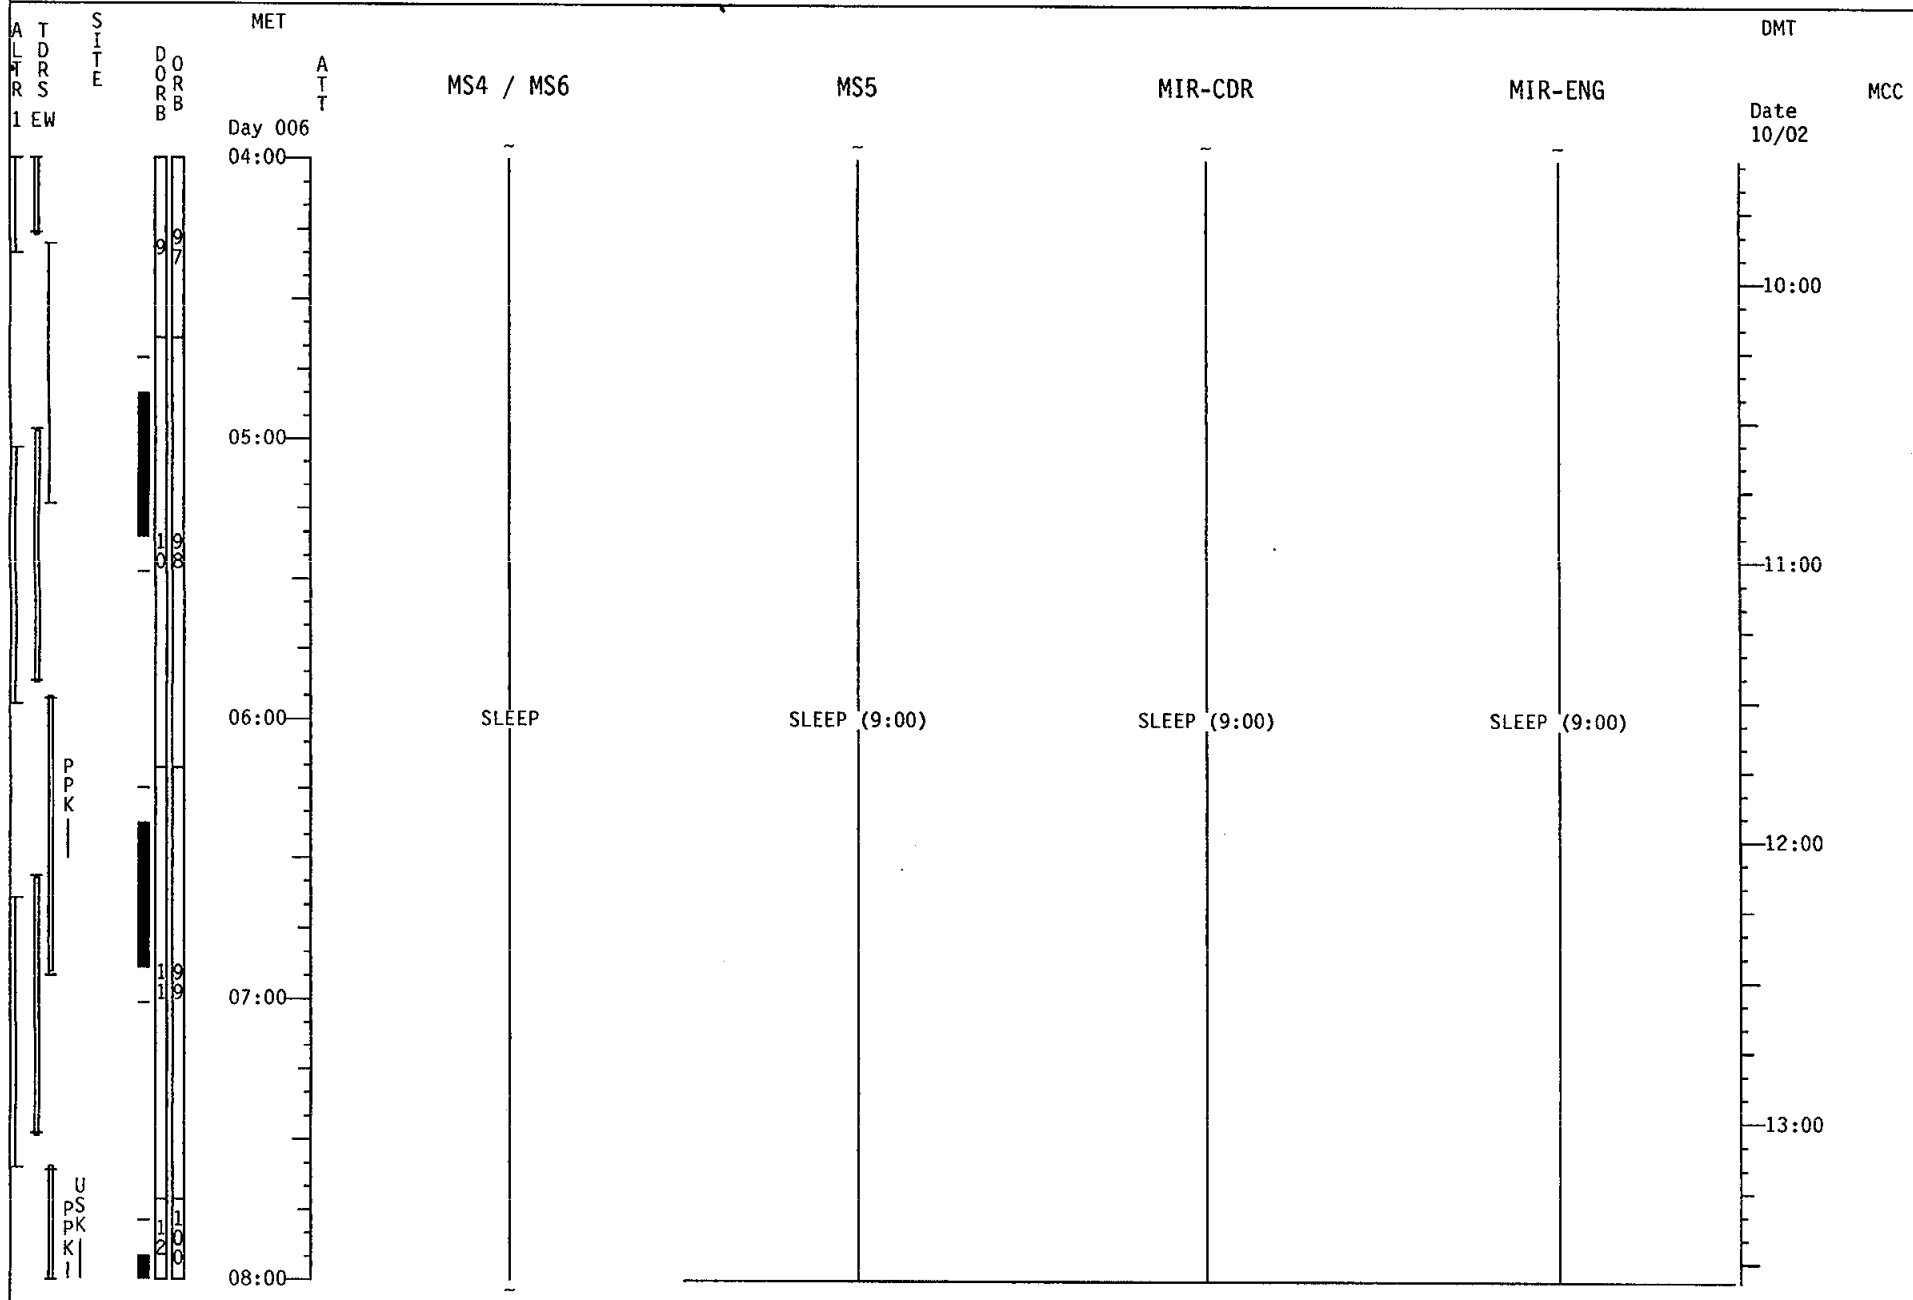 ALTR 1
TDRS EW
SITE
DORB
ORB
MET
ATT
MS4 / MS6
MS5
MIR-CDR
MIR-ENG
DMT
MCC
Day 006
Date
10/02
04:00
~
~
~
~
9
97
10:00
05:00
10
98
11:00
06:00
SLEEP
SLEEP (9:00)
SLEEP (9:00)
SLEEP (9:00)
PPK
12:00
11
99
07:00
13:00
USK
PPK
12
100
08:00
~